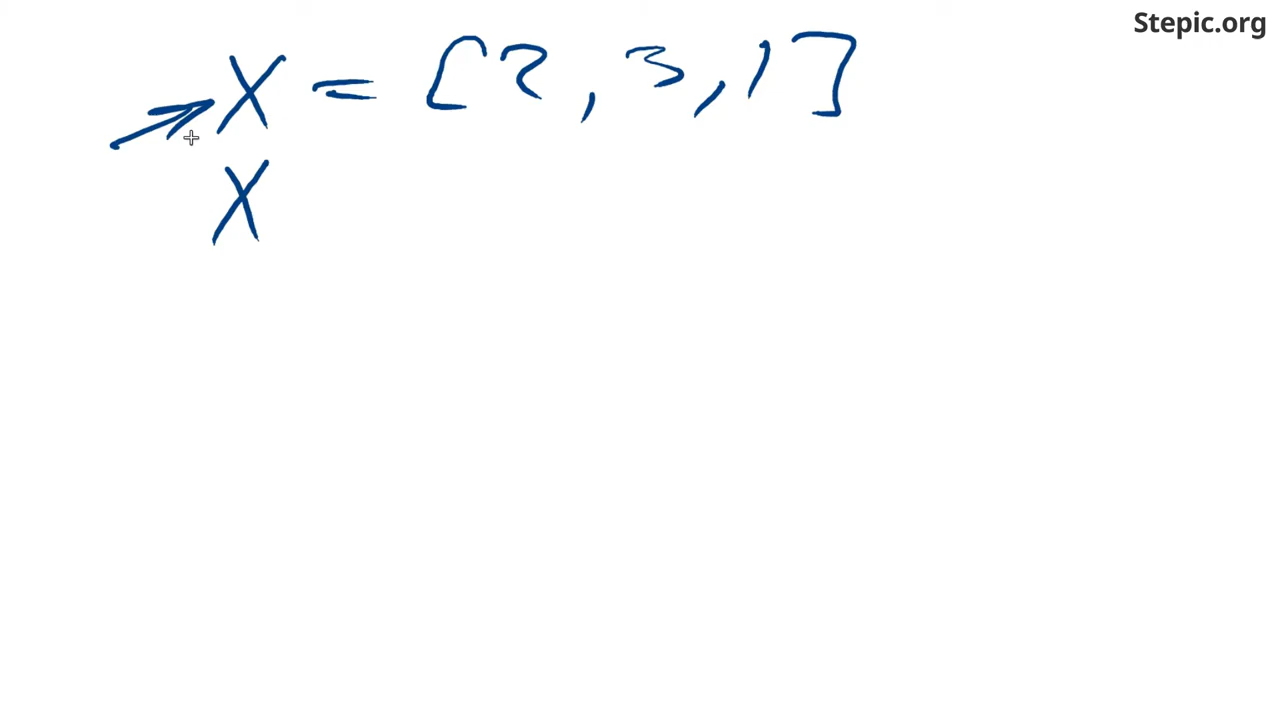 Stepic.org
X = [2, 3, 1]
X